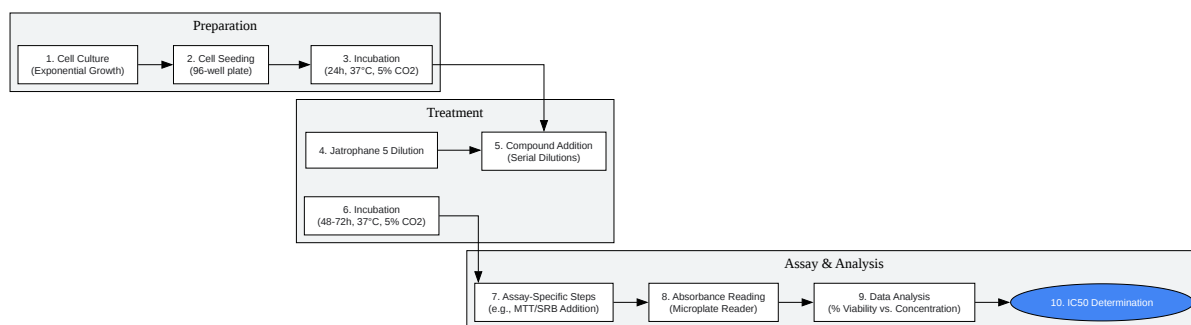 Preparation
1. Cell Culture
(Exponential Growth)
2. Cell Seeding
(96-well plate)
3. Incubation
(24h, 37°C, 5% CO2)
Treatment
4. Jatrophane 5 Dilution
5. Compound Addition
(Serial Dilutions)
6. Incubation
(48-72h, 37°C, 5% CO2)
Assay & Analysis
7. Assay-Specific Steps
(e.g., MTT/SRB Addition)
8. Absorbance Reading
(Microplate Reader)
9. Data Analysis
(% Viability vs. Concentration)
10. IC50 Determination